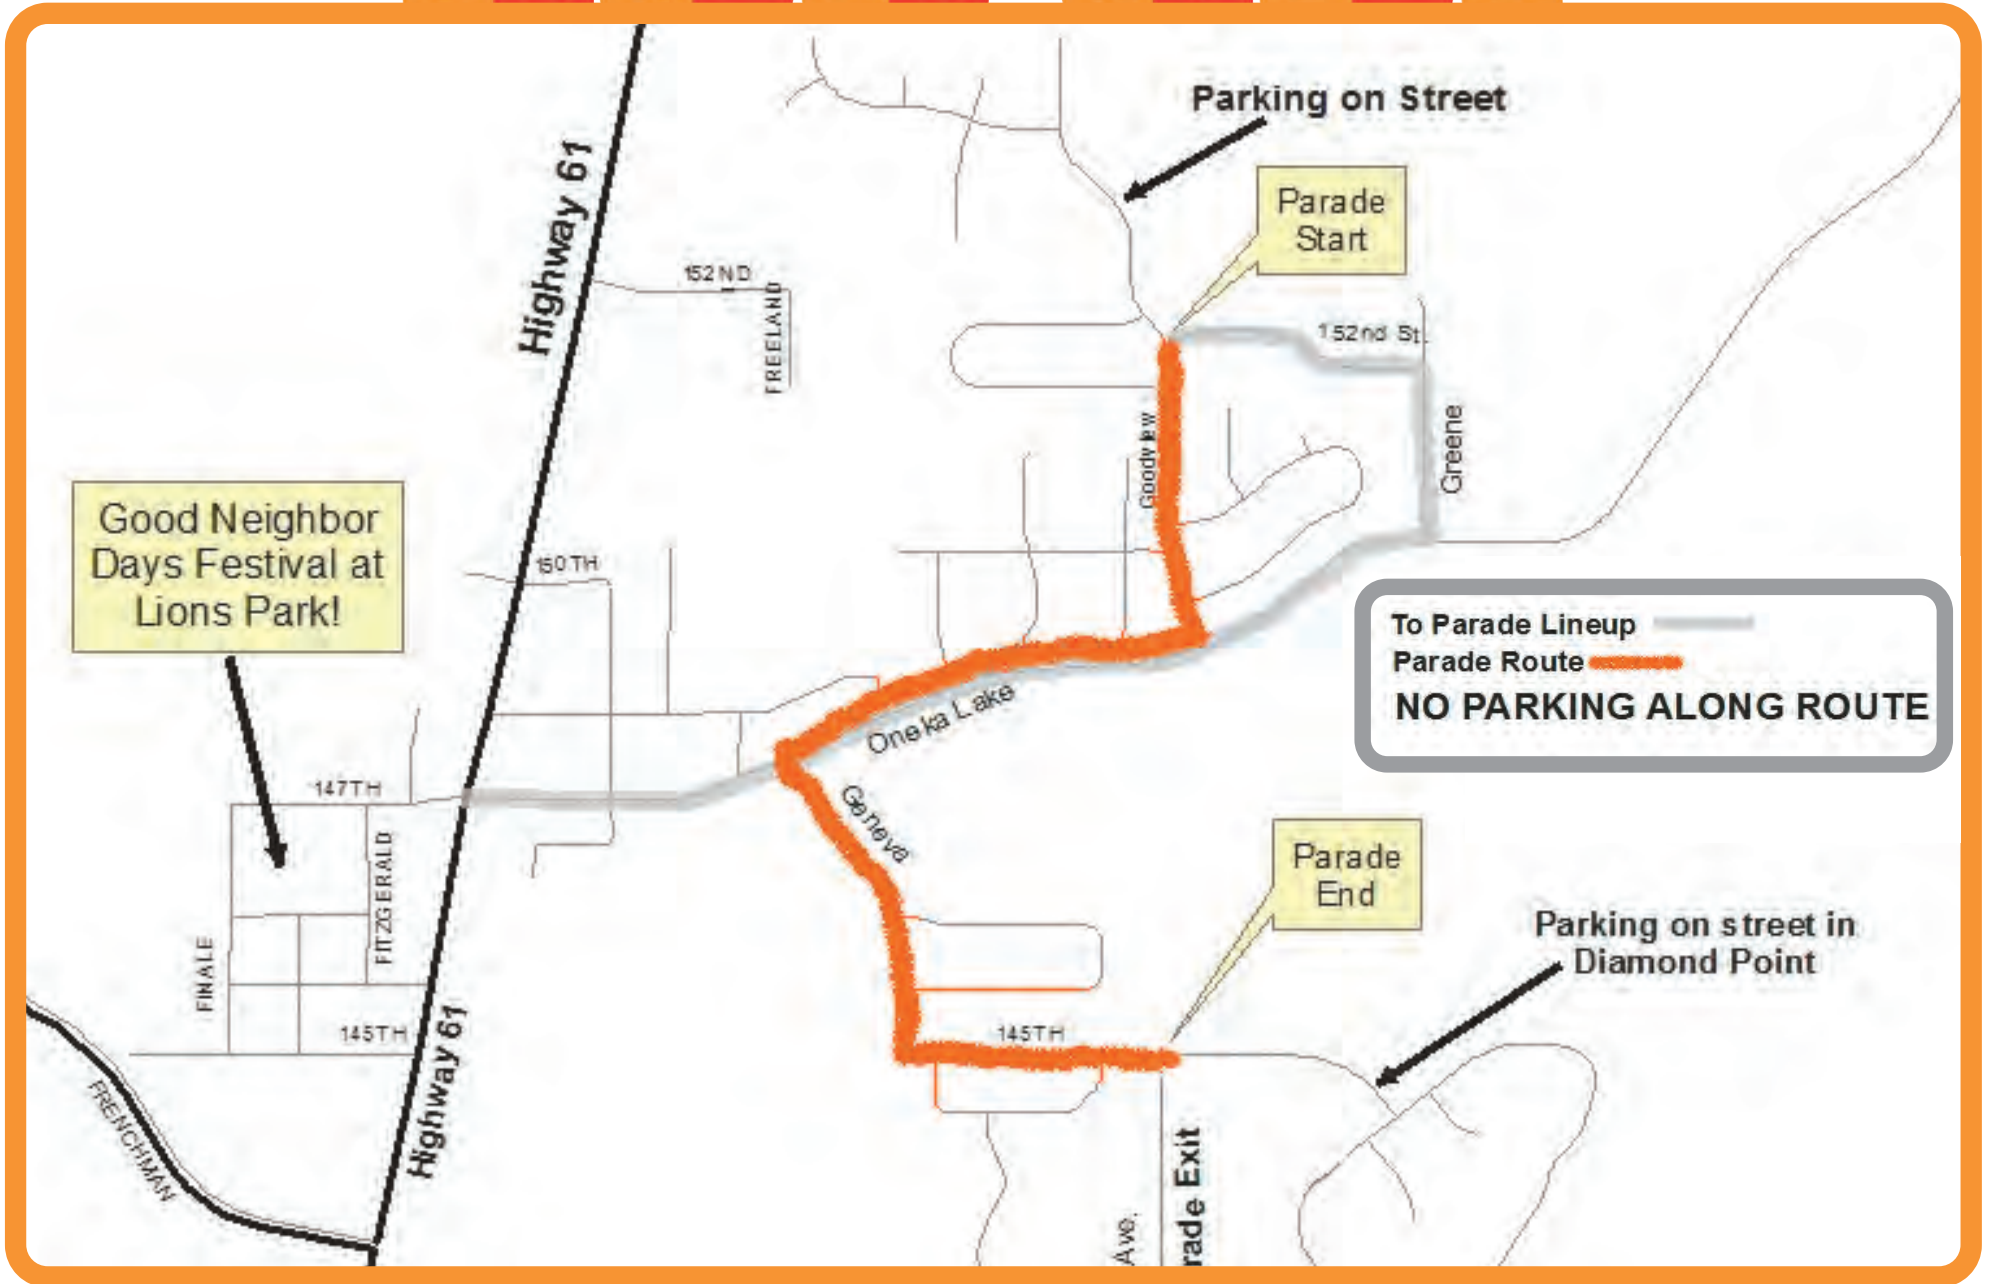 Parking on Street
Parade
Start
Highway 61
152ND
FREELAND
152nd St.
Goodview
Greene
Good Neighbor
Days Festival at
Lions Park!
150TH
To Parade Lineup
Parade Route
NO PARKING ALONG ROUTE
Oneka Lake
147TH
Geneva
FITZGERALD
Parade
End
Parking on street in
Diamond Point
FINALE
145TH
145TH
Highway 61
FRENCHMAN
Ave.
rade Exit